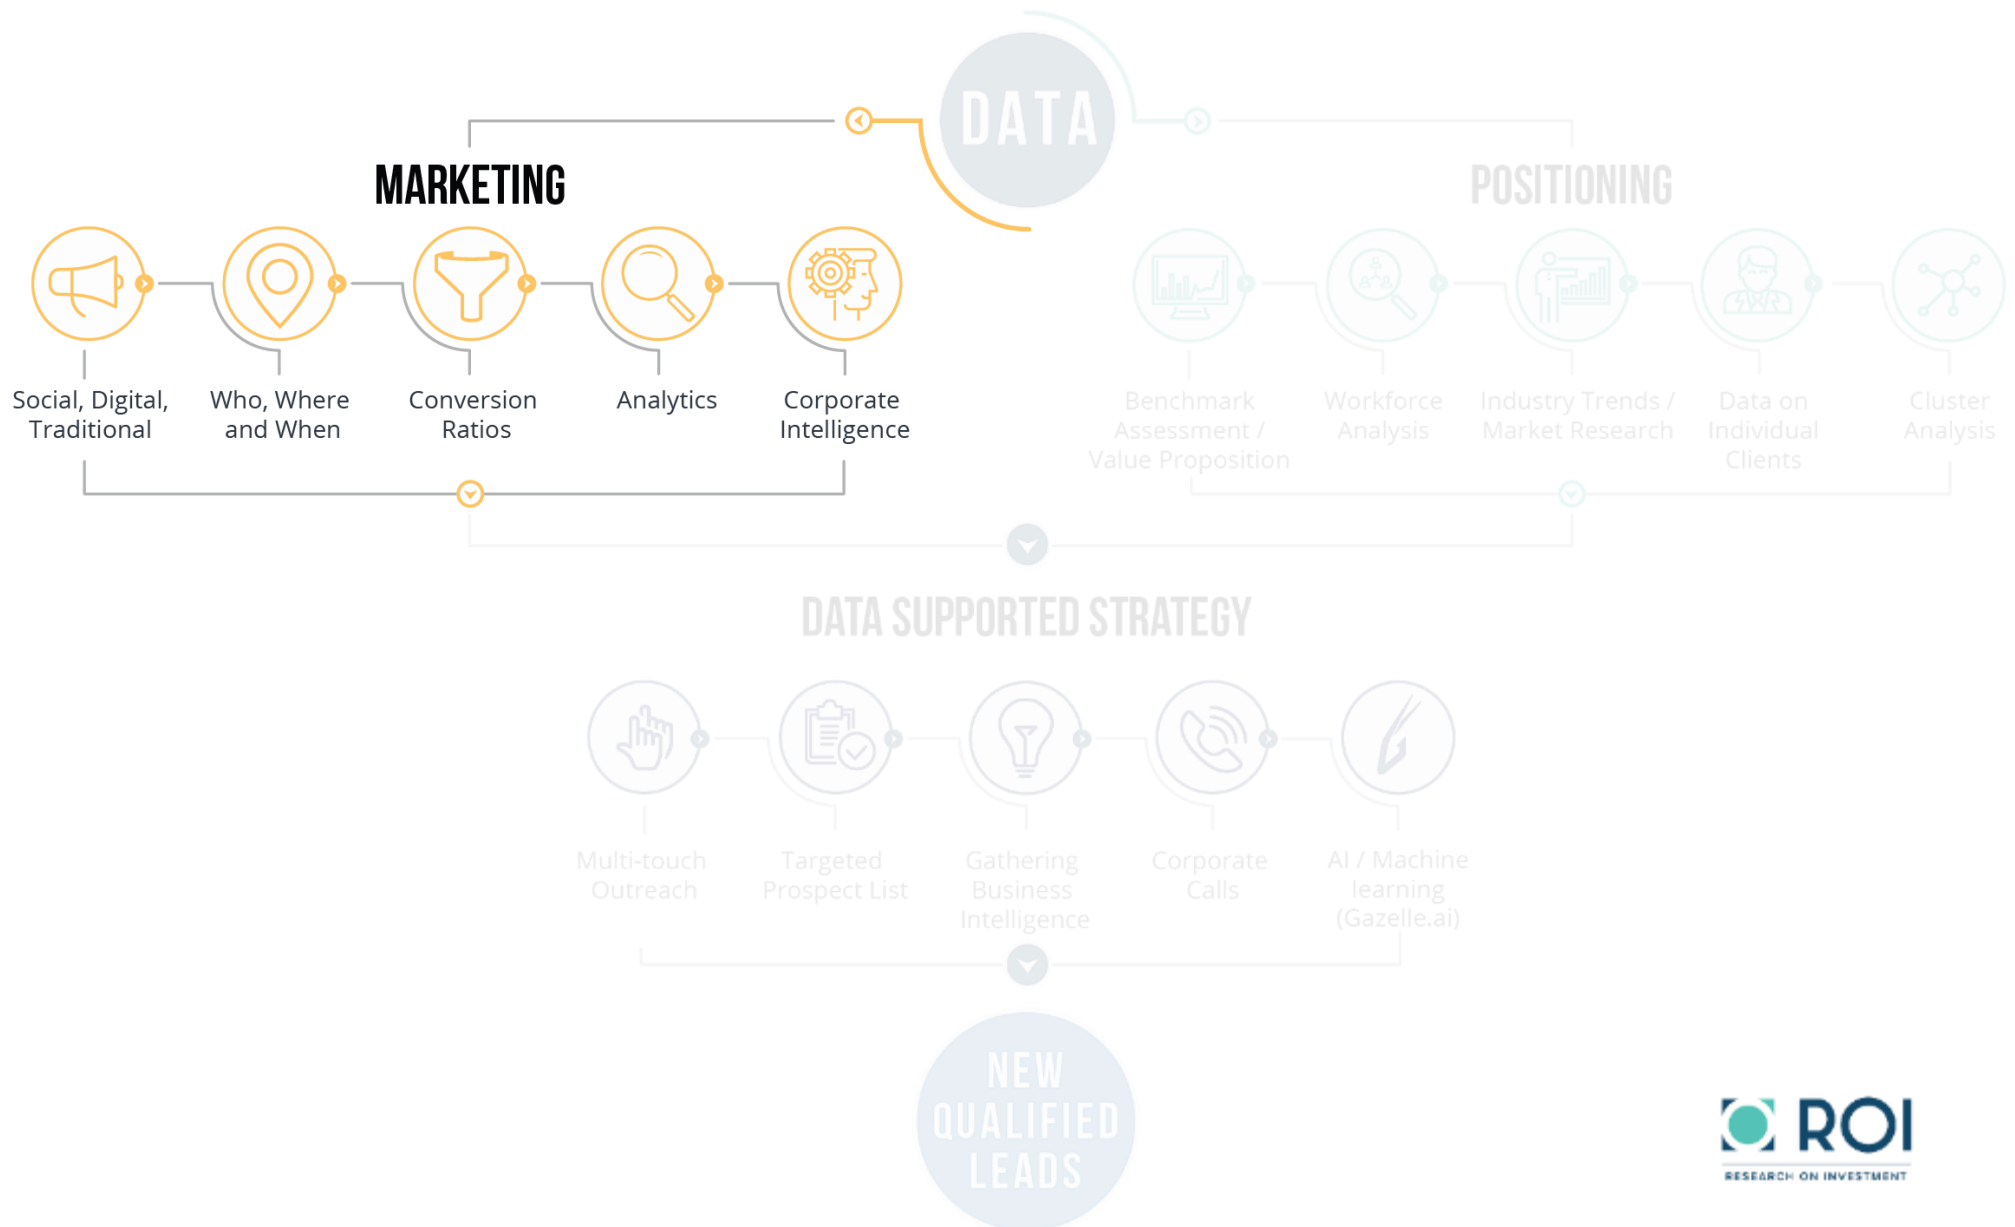 DATA
MARKETING
Social, Digital,
Traditional
Who, Where
and When
Conversion
Ratios
Analytics
Corporate
Intelligence
POSITIONING
Benchmark
Assessment /
Value Proposition
Workforce
Analysis
Industry Trends /
Market Research
Data on
Individual
Clients
Cluster
Analysis
DATA SUPPORTED STRATEGY
Multi-touch
Outreach
Targeted
Prospect List
Gathering
Business
Intelligence
Corporate
Calls
AI / Machine
learning
(Gazelle.ai)
NEW
QUALIFIED
LEADS
ROI
RESEARCH ON INVESTMENT